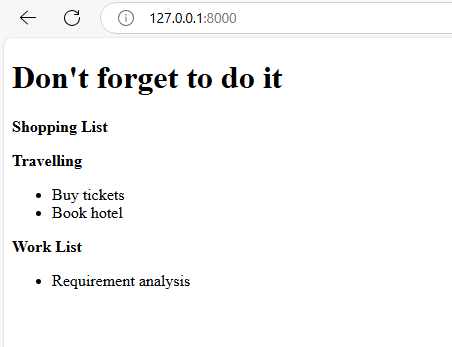 127.0.0.1:8000
Don't forget to do it
Shopping List
Travelling
Buy tickets
Book hotel
Work List
Requirement analysis